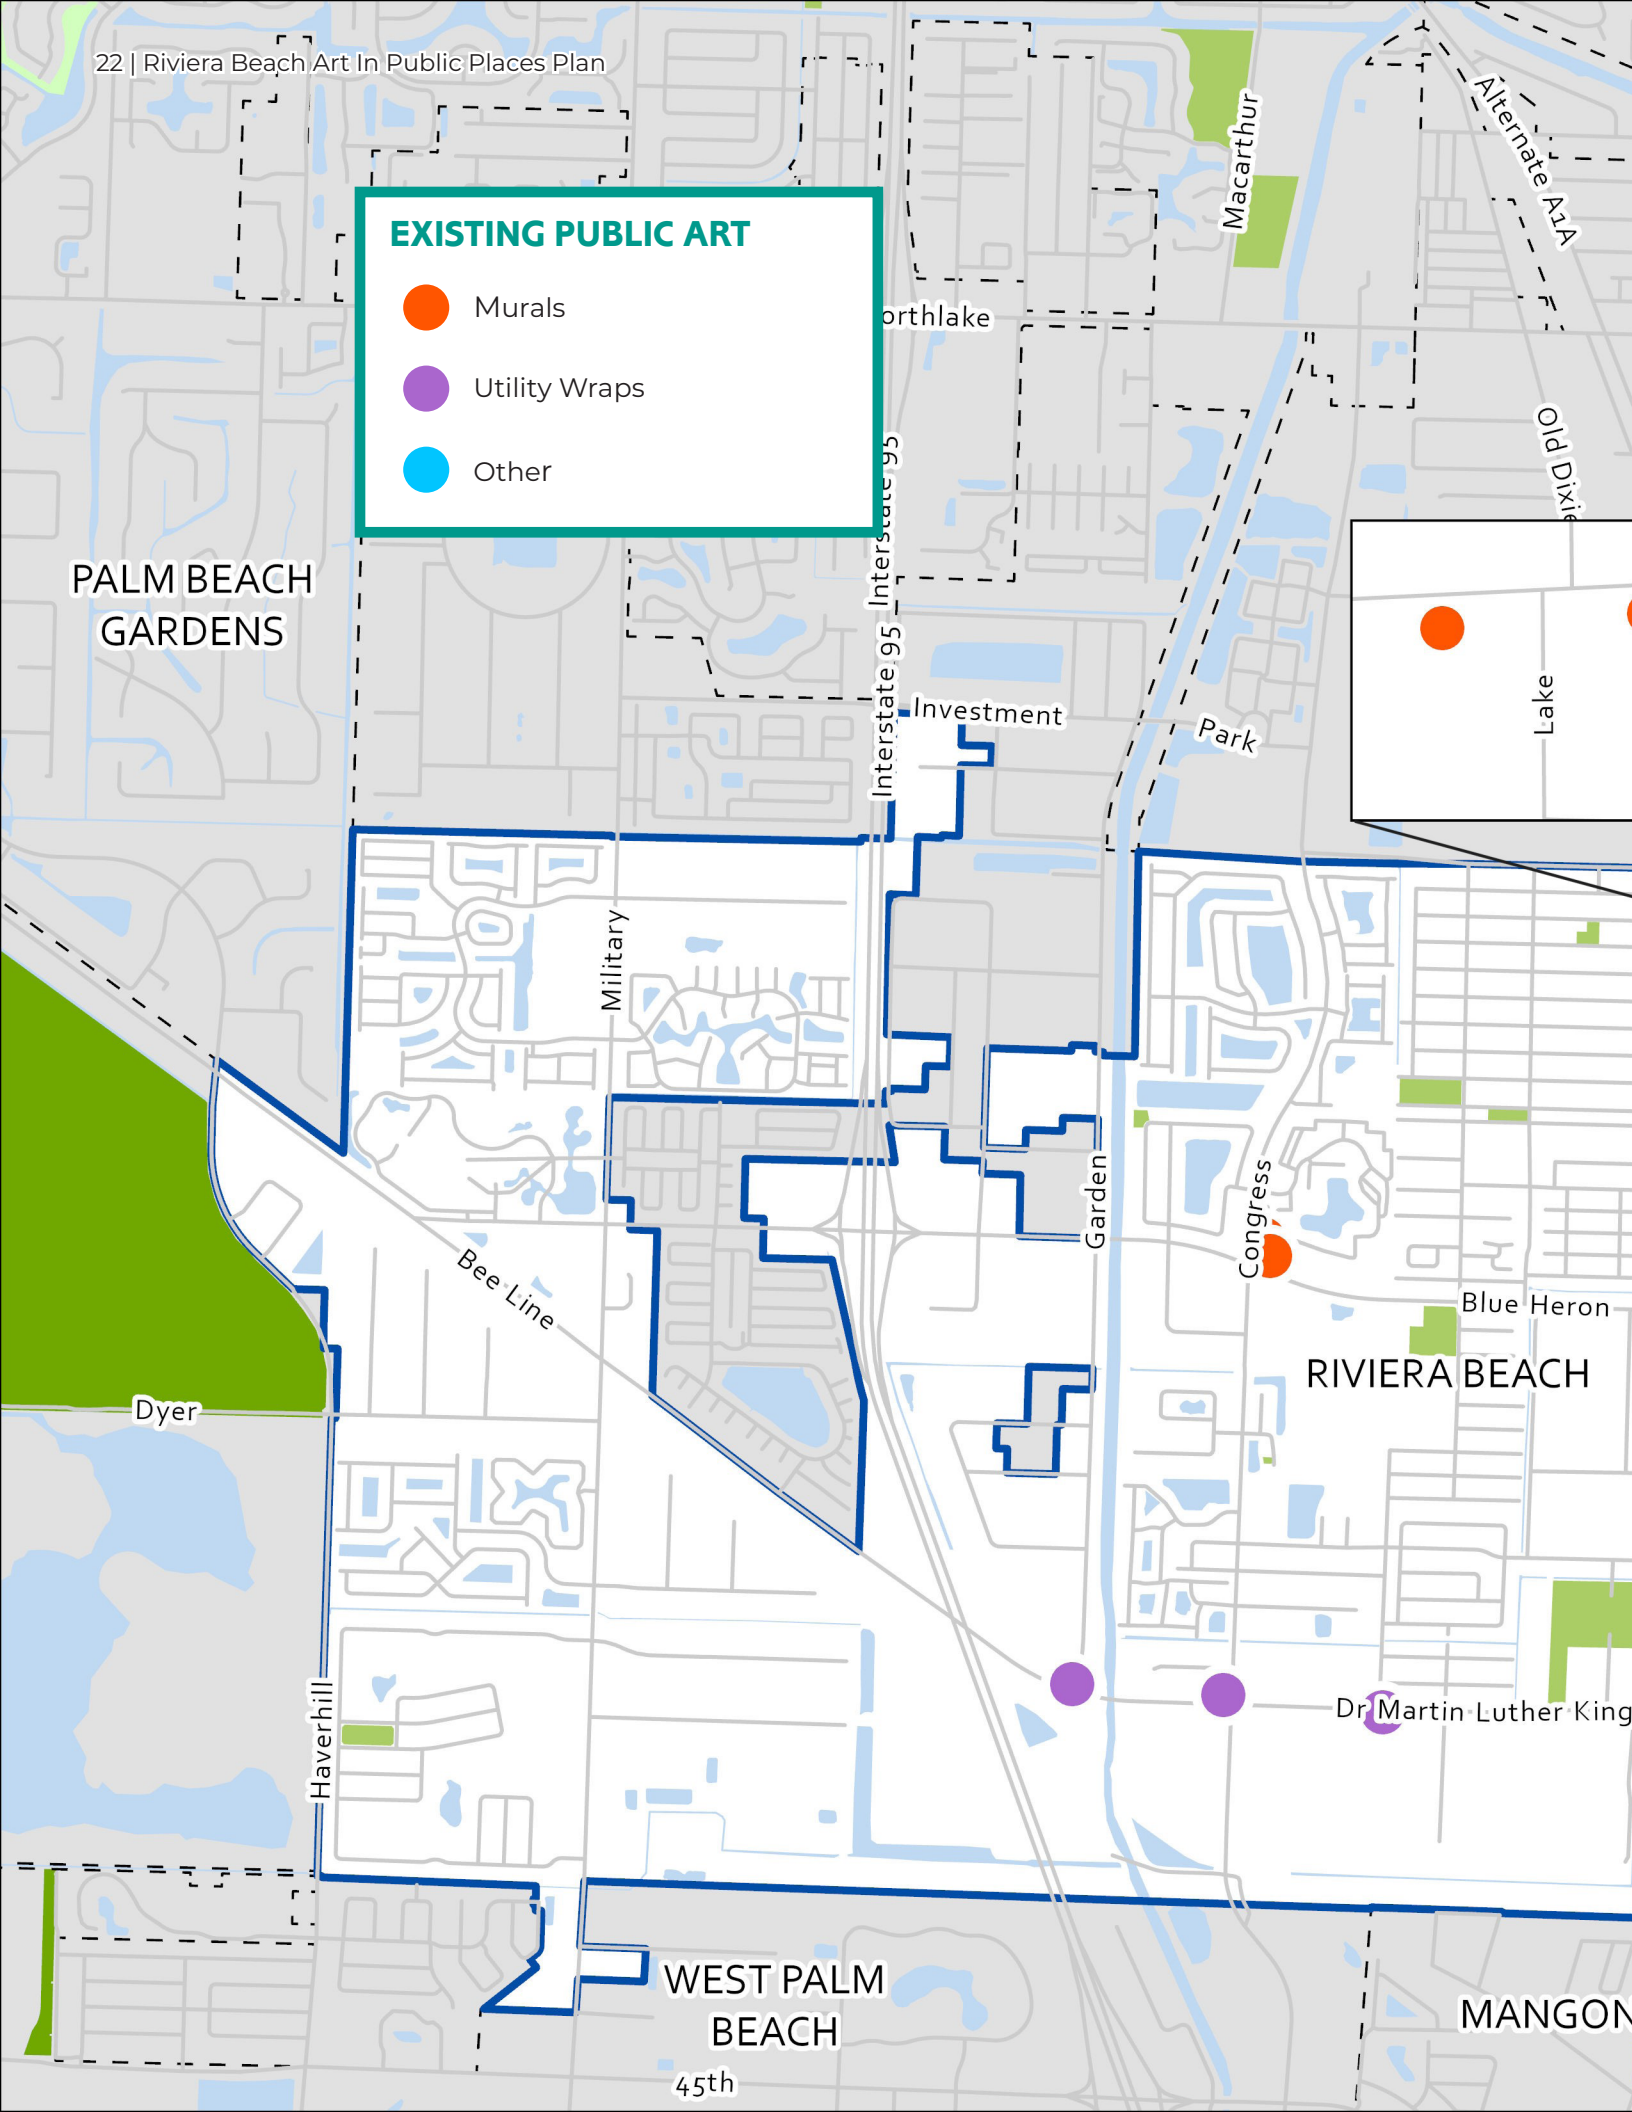 22 | Riviera Beach Art In Public Places Plan
Macarthur
Alternate A1A
EXISTING PUBLIC ART
Murals
Utility Wraps
Other
orthlake
Interstate 95
Old Dixie
PALM BEACH
GARDENS
Interstate 95
Investment
Park
Lake
Military
Garden
Congress
Bee Line
Blue Heron
RIVIERA BEACH
Dyer
Haverhill
Dr Martin Luther King
WEST PALM
BEACH
MANGON
45th